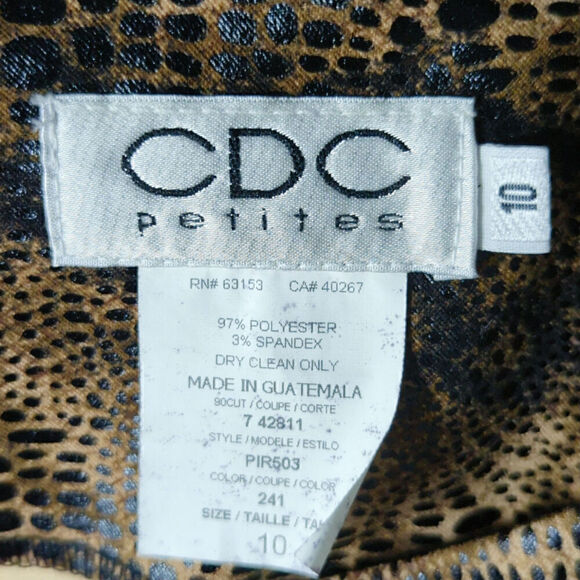 CDC
petites
10
RN# 63153 CA# 40267
97% POLYESTER
3% SPANDEX
DRY CLEAN ONLY
MADE IN GUATEMALA
90CUT / COUPE / CORTE
7 42811
STYLE / MODELE / ESTILO
PIR503
COLOR / COUPE / COLOR
241
SIZE / TAILLE /
10